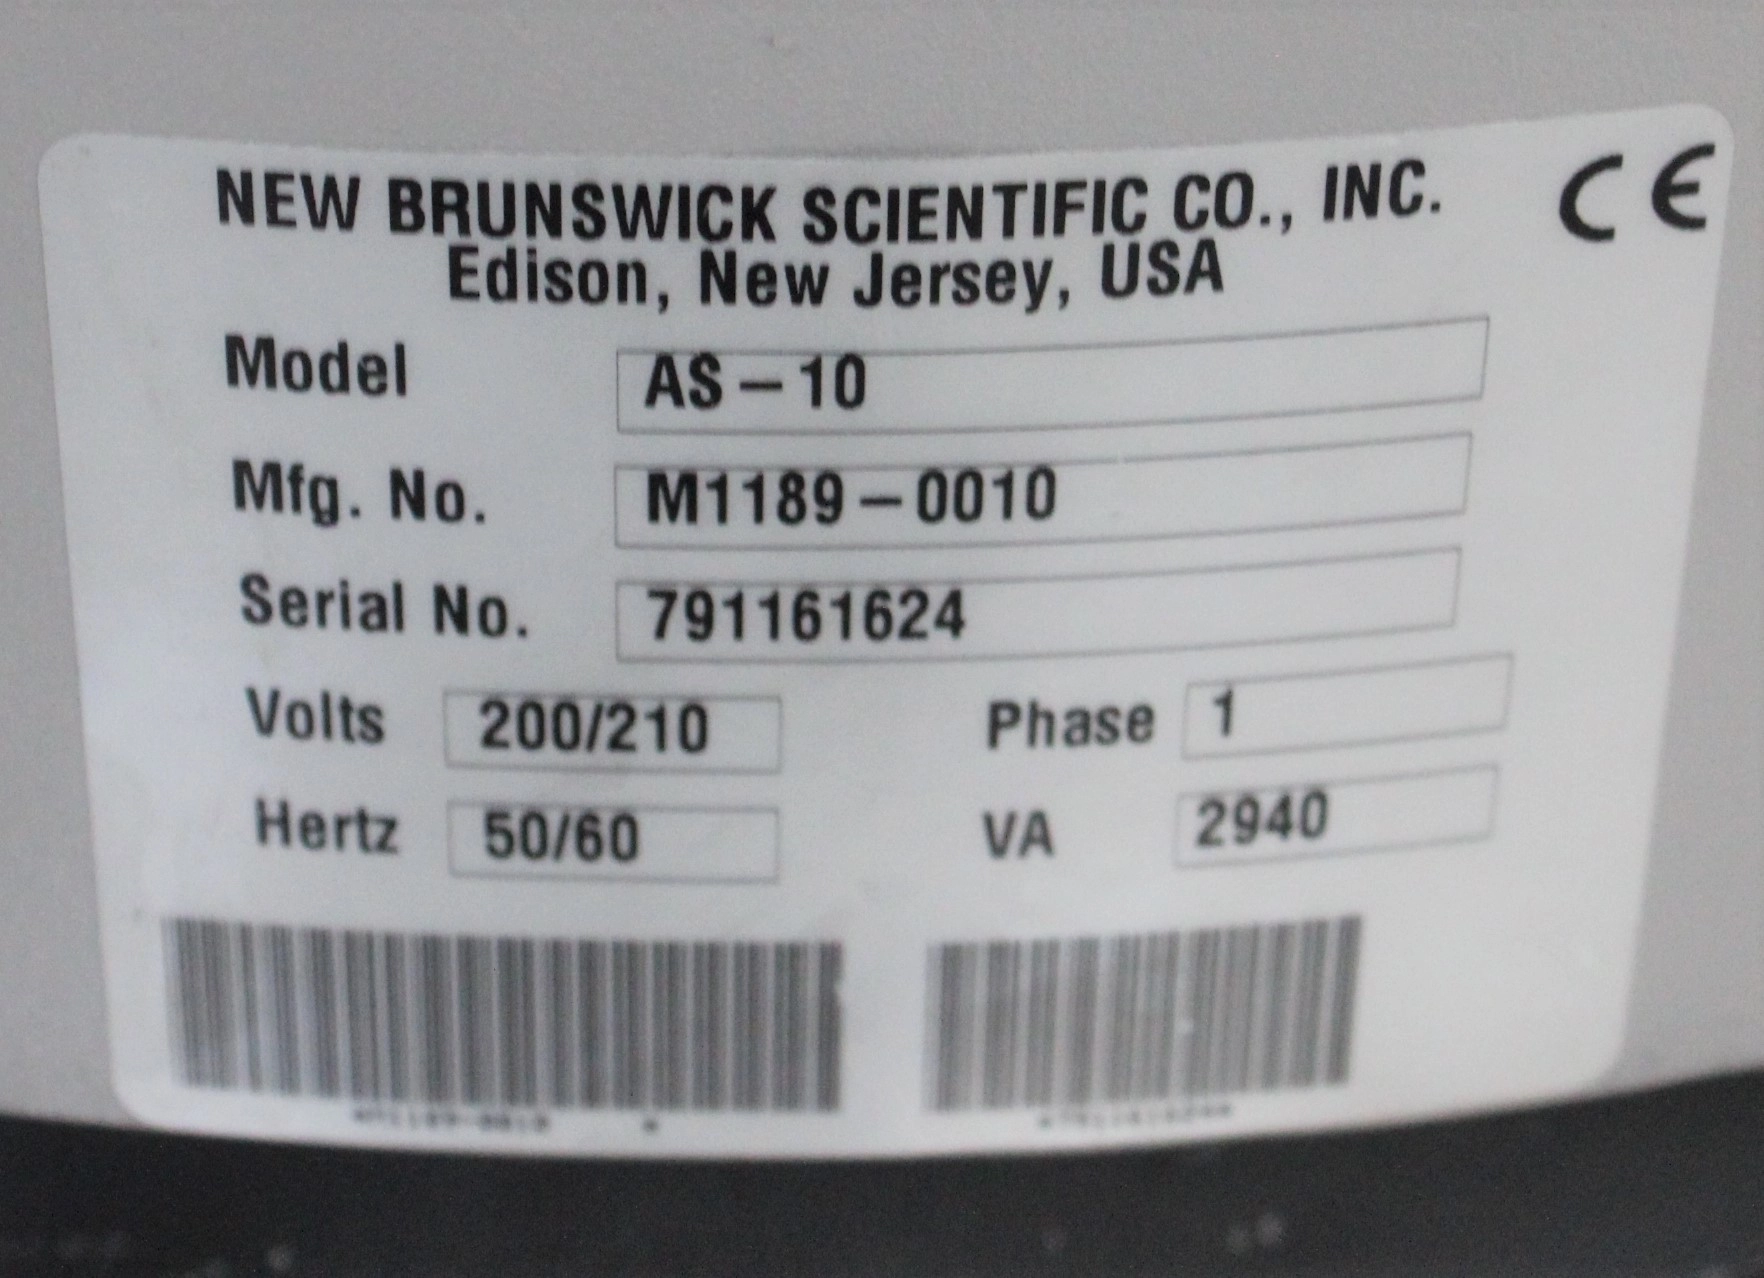 NEW BRUNSWICK SCIENTIFIC CO., INC. CE
Edison, New Jersey, USA
Model AS-10
Mfg. No. M1189-0010
Serial No. 791161624
Volts 200/210 Phase 1
Hertz 50/60 VA 2940